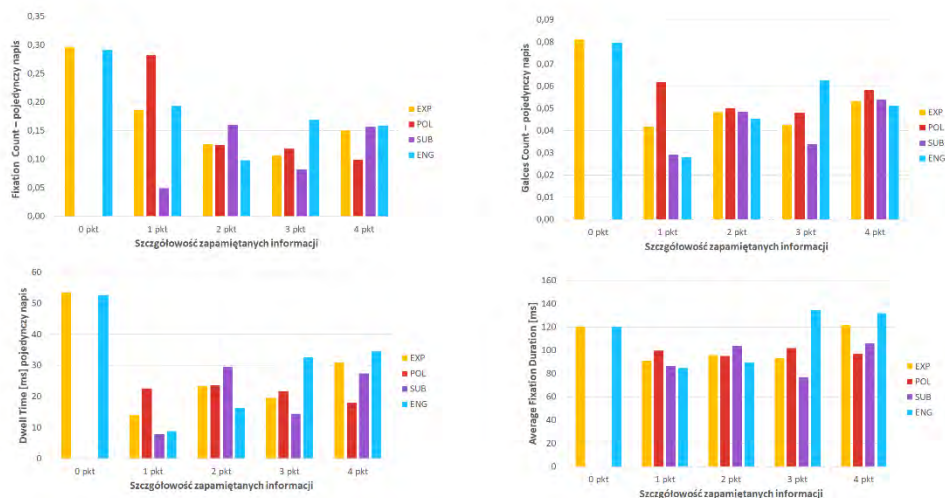 Fixation Count – pojedynczy napis
0,35
0,30
0,25
0,20
0,15
0,10
0,05
0,00
0 pkt 1 pkt 2 pkt 3 pkt 4 pkt
Szczgółowość zapamiętanych informacji
EXP
POL
SUB
ENG
Galces Count – pojedynczy napis
0,09
0,08
0,07
0,06
0,05
0,04
0,03
0,02
0,01
0,00
0 pkt 1 pkt 2 pkt 3 pkt 4 pkt
Szczgółowość zapamiętanych informacji
EXP
POL
SUB
ENG
Dwell Time [ms] pojedynczy napis
60
50
40
30
20
10
0
0 pkt 1 pkt 2 pkt 3 pkt 4 pkt
Szczgółowość zapamiętanych informacji
EXP
POL
SUB
ENG
Average Fixation Duration [ms]
160
140
120
100
80
60
40
20
0
0 pkt 1 pkt 2 pkt 3 pkt 4 pkt
Szczgółowość zapamiętanych informacji
EXP
POL
SUB
ENG